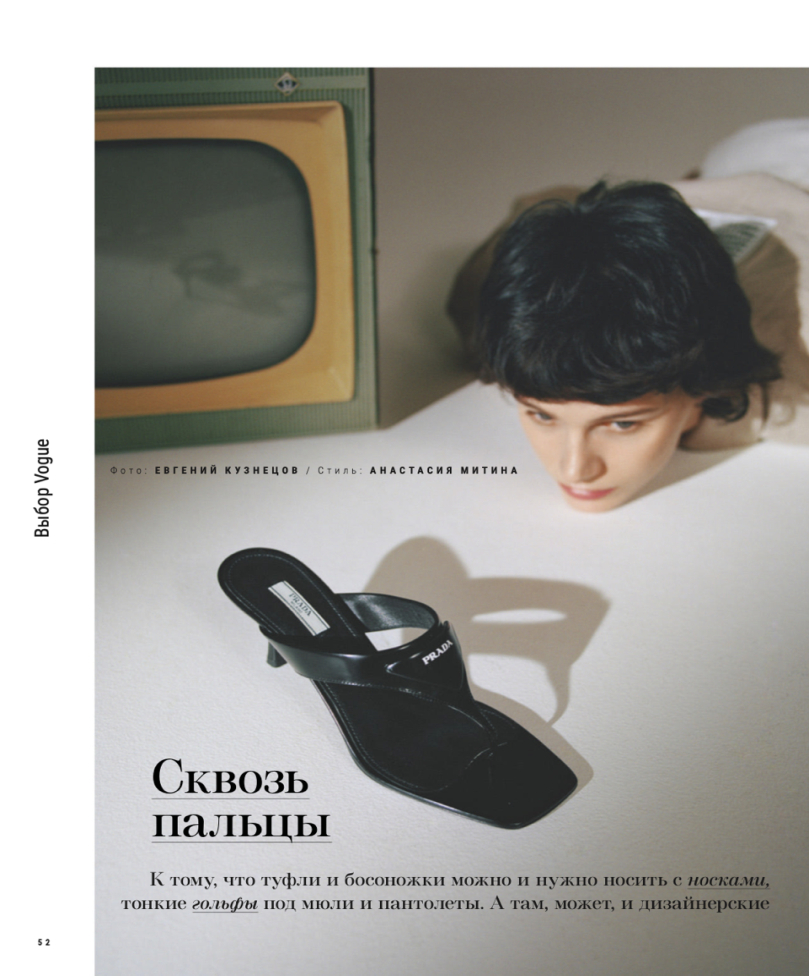 Выбор Vogue
Фото: ЕВГЕНИЙ КУЗНЕЦОВ / Стиль: АНАСТАСИЯ МИТИНА
PRADA
PRADA
Сквозь
пальцы
К тому, что туфли и босоножки можно и нужно носить с носками,
тонкие гольфы под мюли и пантолеты. А там, может, и дизайнерские
52